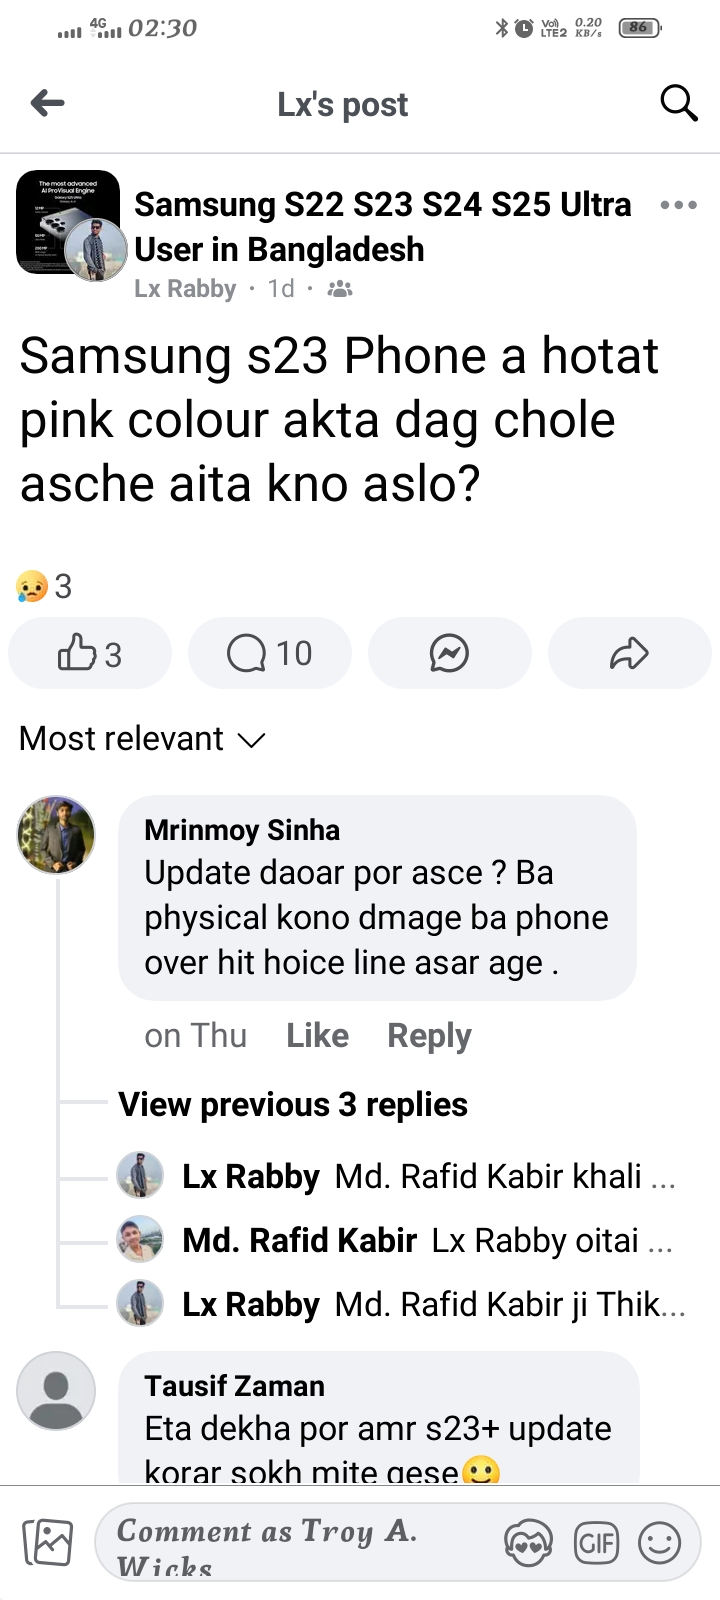 4G 02:30 Vo) LTE2 0.20 KB/s 86
Lx's post
The most advanced
AI ProVisual Engine
Samsung S22 S23 S24 S25 Ultra
User in Bangladesh
Lx Rabby · 1d ·
Samsung s23 Phone a hotat
pink colour akta dag chole
asche aita kno aslo?
3
3 10
Most relevant
Mrinmoy Sinha
Update daoar por asce ? Ba
physical kono dmage ba phone
over hit hoice line asar age .
on Thu Like Reply
View previous 3 replies
Lx Rabby Md. Rafid Kabir khali ...
Md. Rafid Kabir Lx Rabby oitai ...
Lx Rabby Md. Rafid Kabir ji Thik...
Tausif Zaman
Eta dekha por amr s23+ update
korar sokh mite gese🙂
Comment as Troy A.
Wicks
GIF